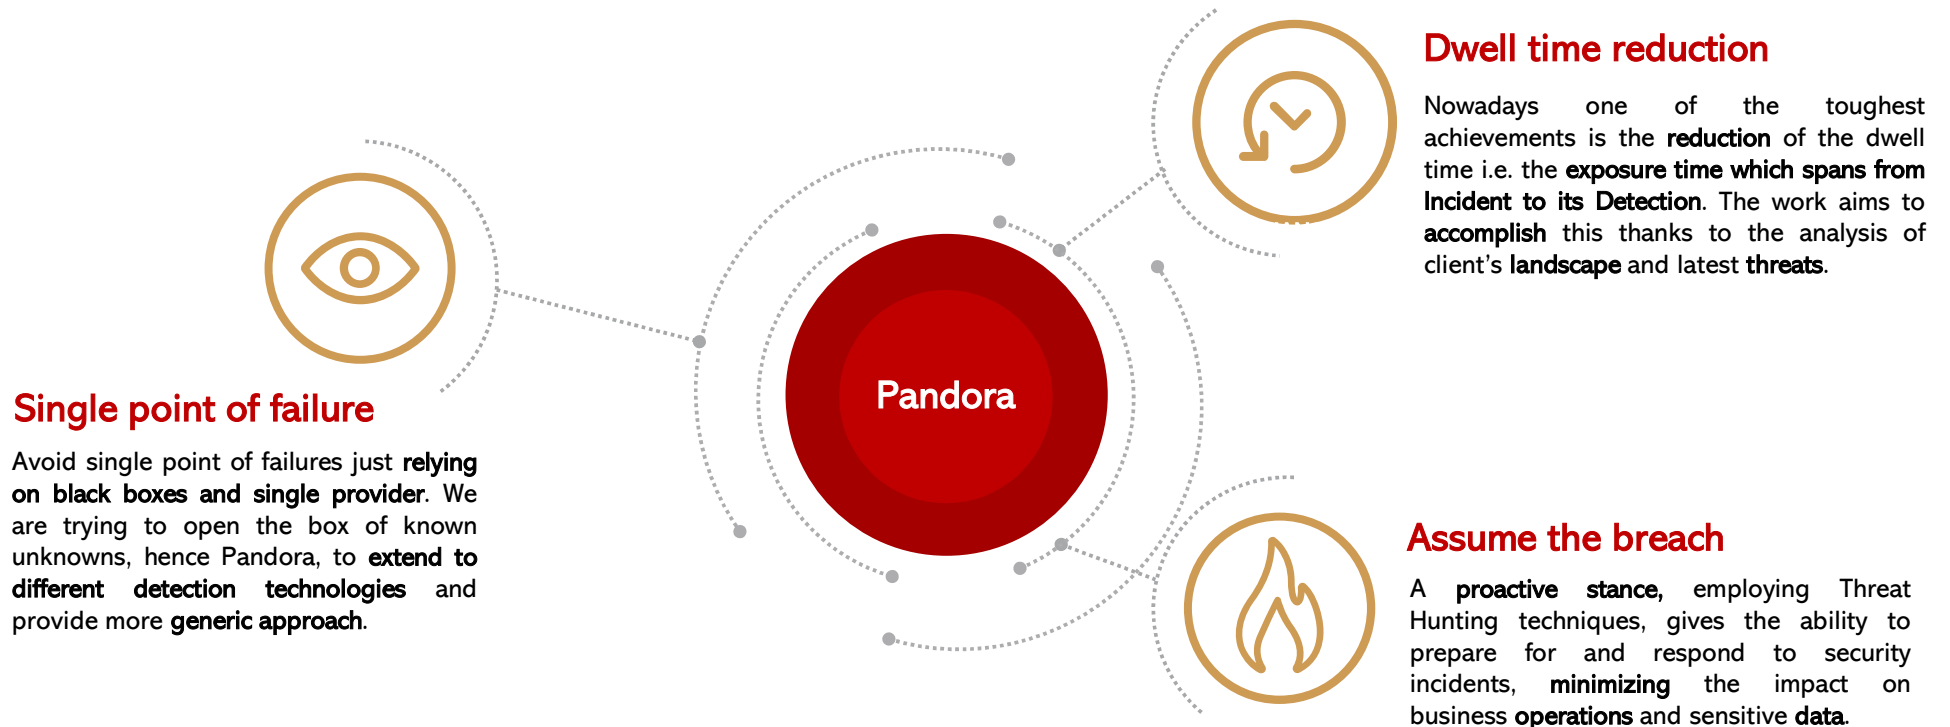 Dwell time reduction
Nowadays one of the toughest
achievements is the reduction of the dwell
time i.e. the exposure time which spans from
Incident to its Detection. The work aims to
accomplish this thanks to the analysis of
client’s landscape and latest threats.
Single point of failure
Avoid single point of failures just relying
on black boxes and single provider. We
are trying to open the box of known
unknowns, hence Pandora, to extend to
different detection technologies and
provide more generic approach.
Pandora
Assume the breach
A proactive stance, employing Threat
Hunting techniques, gives the ability to
prepare for and respond to security
incidents, minimizing the impact on
business operations and sensitive data.